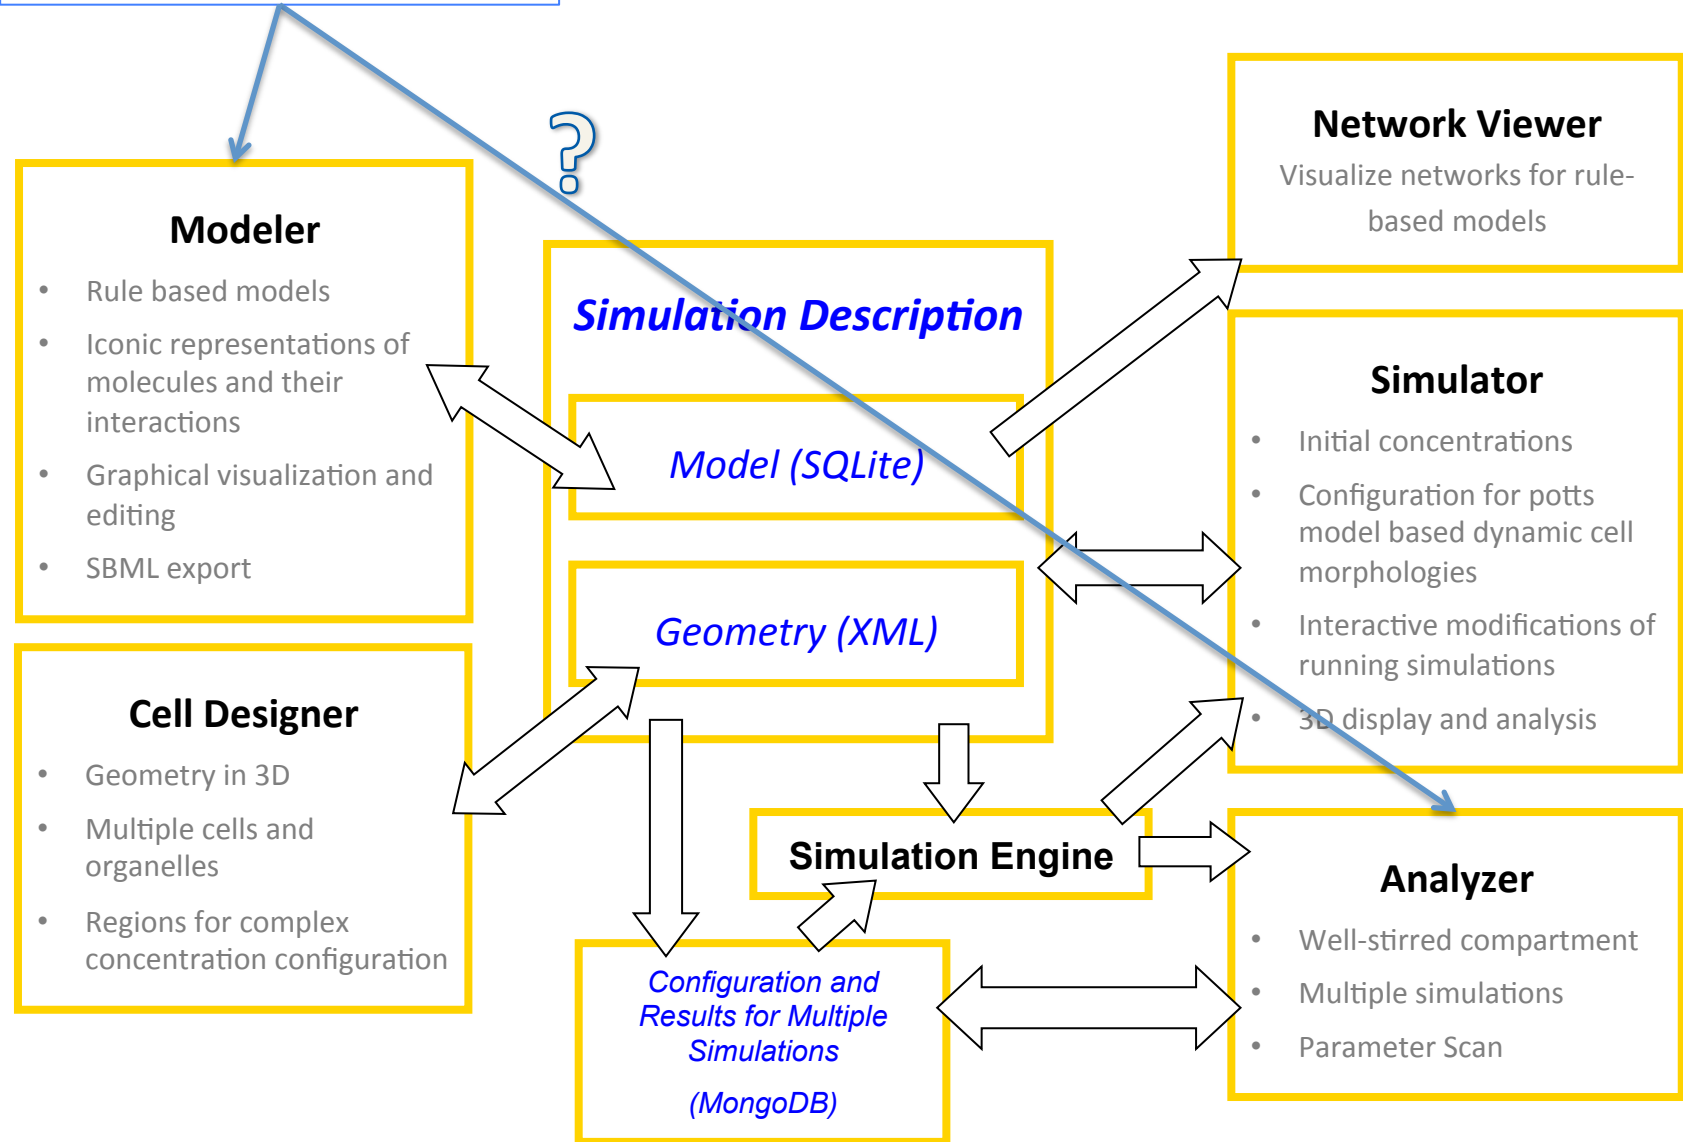 ?
Network Viewer
Visualize networks for rule-
based models
Modeler
• Rule based models
• Iconic representations of
molecules and their
interactions
• Graphical visualization and
editing
• SBML export
Simulation Description
Model (SQLite)
Geometry (XML)
Simulator
• Initial concentrations
• Configuration for potts
model based dynamic cell
morphologies
• Interactive modifications of
running simulations
• 3D display and analysis
Cell Designer
• Geometry in 3D
• Multiple cells and
organelles
• Regions for complex
concentration configuration
Simulation Engine
Configuration and
Results for Multiple
Simulations
(MongoDB)
Analyzer
• Well-stirred compartment
• Multiple simulations
• Parameter Scan